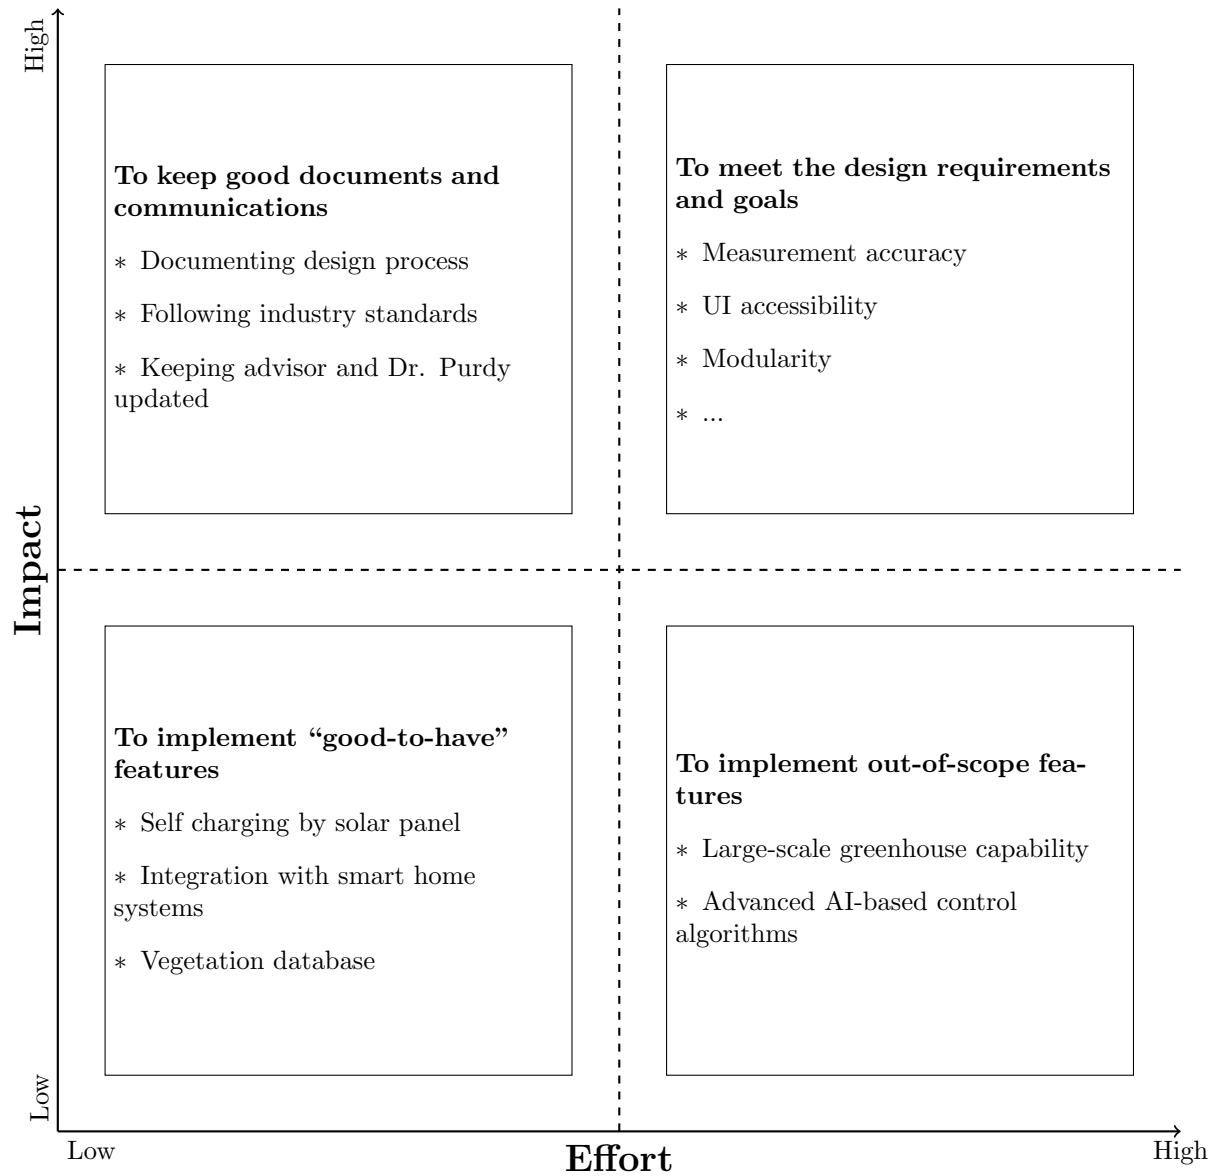 High
To keep good documents and
communications
∗ Documenting design process
∗ Following industry standards
∗ Keeping advisor and Dr. Purdy
updated
To meet the design requirements
and goals
∗ Measurement accuracy
∗ UI accessibility
∗ Modularity
∗ ...
Impact
To implement “good-to-have”
features
∗ Self charging by solar panel
∗ Integration with smart home
systems
∗ Vegetation database
To implement out-of-scope fea-
tures
∗ Large-scale greenhouse capability
∗ Advanced AI-based control
algorithms
Low
Low
Effort
High